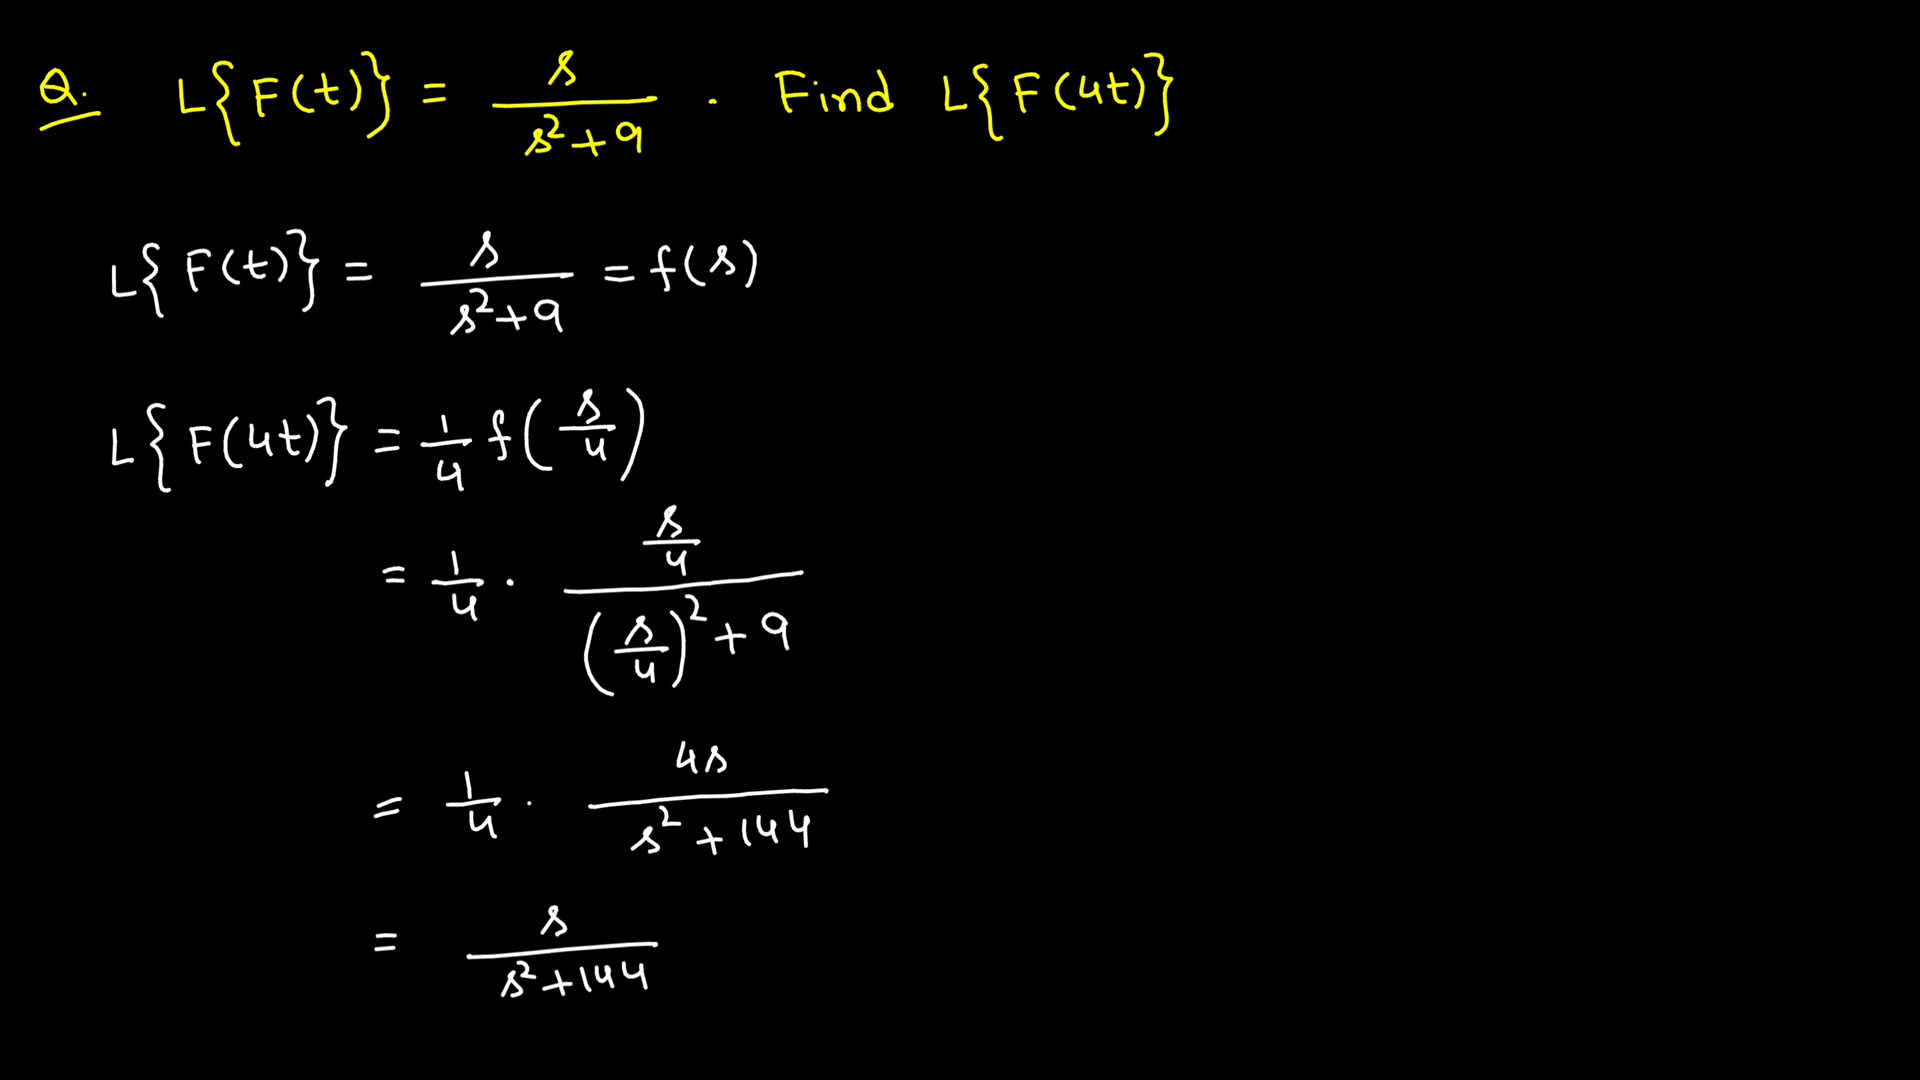 Q. L{F(t)} = s/(s²+9) . Find L{F(4t)}
L{F(t)} = s/(s²+9) = f(s)
L{F(4t)} = 1/4 f(s/4)
= 1/4 · (s/4)/((s/4)²+9)
= 1/4 · 4s/(s²+144)
= s/(s²+144)